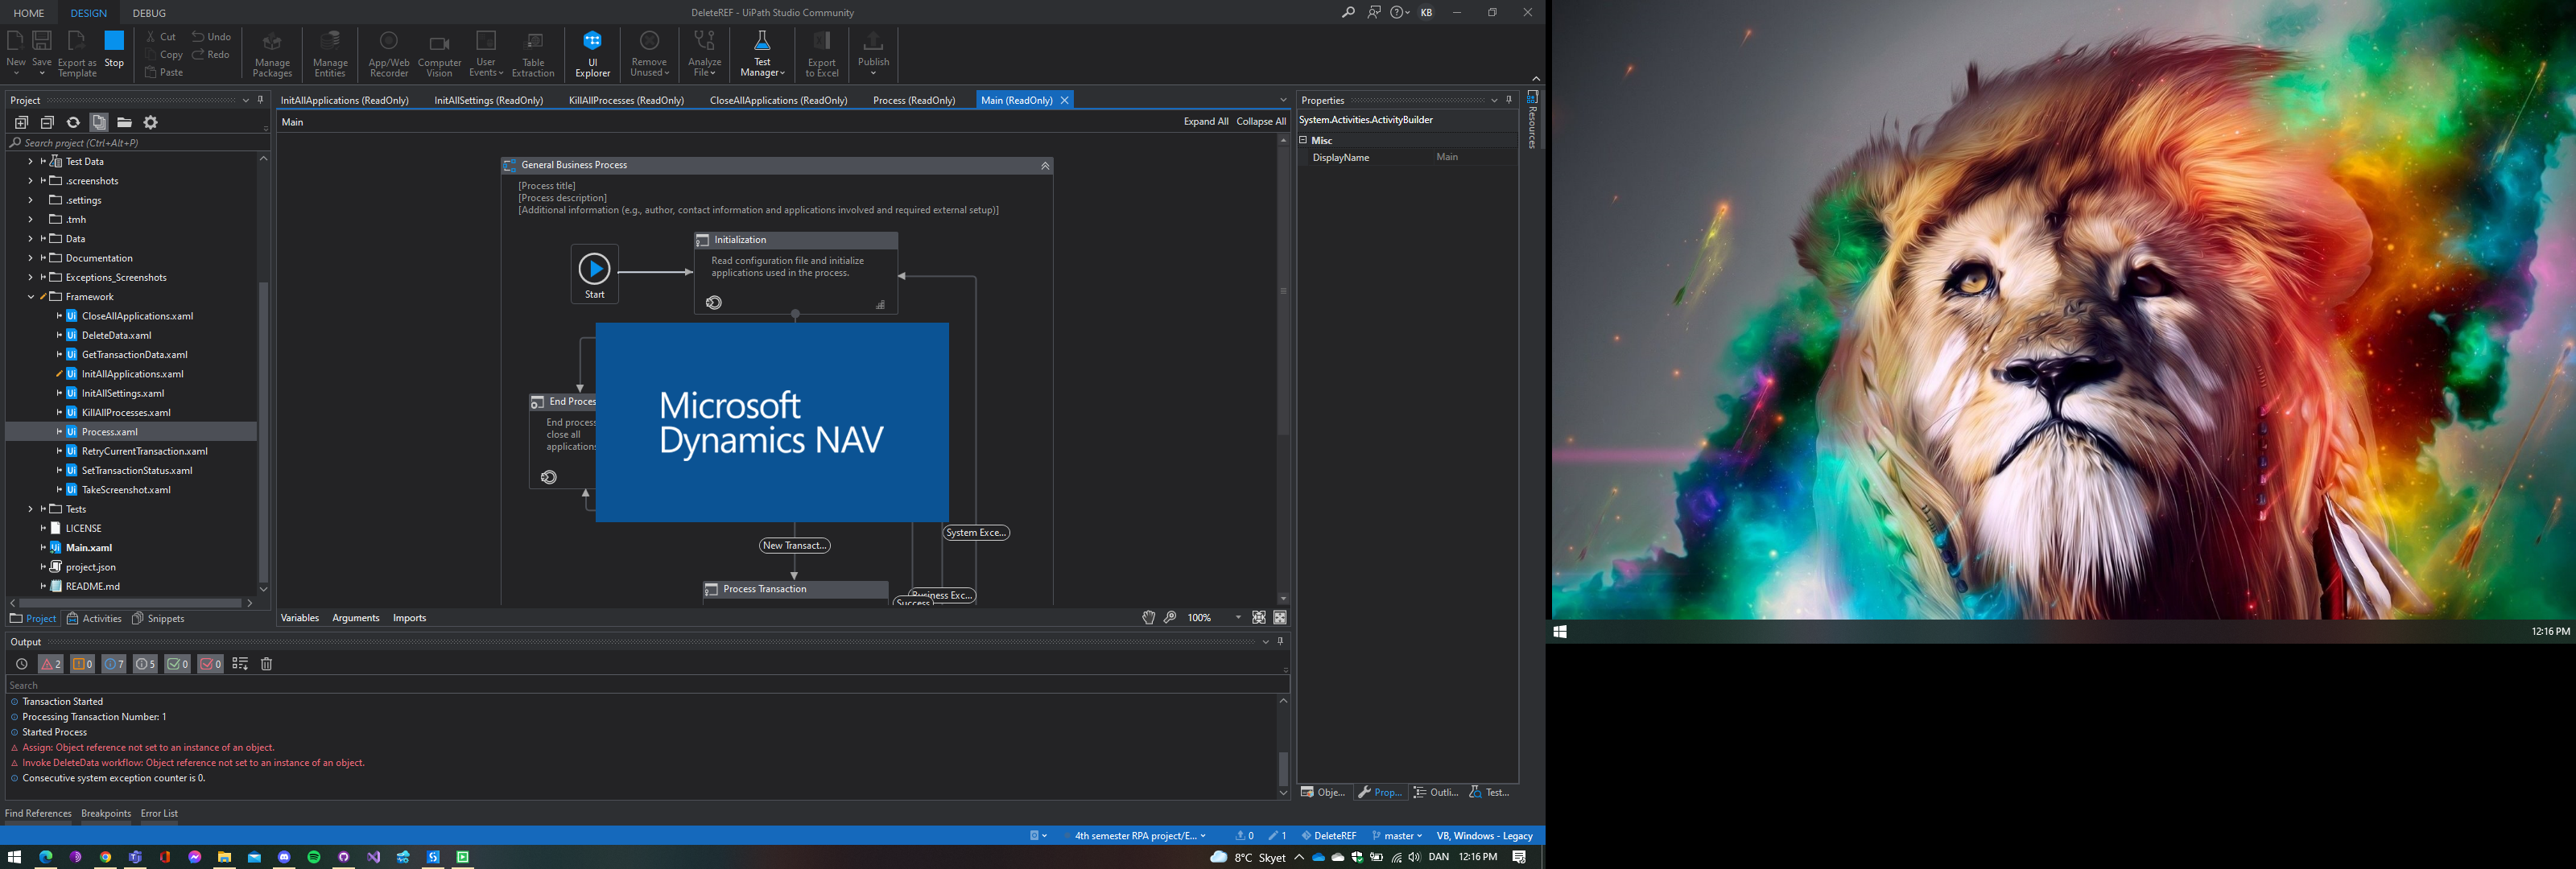 HOME DESIGN DEBUG
DeleteREF - UiPath Studio Community
KB
New
Save
Export as Template
Stop
Cut
Copy
Paste
Undo
Redo
Manage Packages
Manage Entities
App/Web Recorder
Computer Vision
User Events
Table Extraction
UI Explorer
Remove Unused
Analyze File
Test Manager
Export to Excel
Publish
Project
Search project (Ctrl+Alt+P)
Test Data
.screenshots
.settings
.tmh
Data
Documentation
Exceptions_Screenshots
Framework
CloseAllApplications.xaml
DeleteData.xaml
GetTransactionData.xaml
InitAllApplications.xaml
InitAllSettings.xaml
KillAllProcesses.xaml
Process.xaml
RetryCurrentTransaction.xaml
SetTransactionStatus.xaml
TakeScreenshot.xaml
Tests
LICENSE
Main.xaml
project.json
README.md
Project Activities Snippets
InitAllApplications (ReadOnly) InitAllSettings (ReadOnly) KillAllProcesses (ReadOnly) CloseAllApplications (ReadOnly) Process (ReadOnly) Main (ReadOnly)
Main
Expand All Collapse All
General Business Process
[Process title]
[Process description]
[Additional information (e.g., author, contact information and applications involved and required external setup)]
Start
Initialization
Read configuration file and initialize
applications used in the process.
End Proces
End process
close all
applications
Microsoft
Dynamics NAV
System Exce...
New Transact...
Business Exc...
Success
Process Transaction
Variables Arguments Imports
100%
Properties
System.Activities.ActivityBuilder
Misc
DisplayName Main
Resources
Obje... Prop... Outli... Test...
Output
2 0 7 5 0 0
Search
Transaction Started
Processing Transaction Number: 1
Started Process
Assign: Object reference not set to an instance of an object.
Invoke DeleteData workflow: Object reference not set to an instance of an object.
Consecutive system exception counter is 0.
Find References Breakpoints Error List
4th semester RPA project/E... 0 1 DeleteREF master VB, Windows - Legacy
8°C Skyet DAN 12:16 PM
12:16 PM